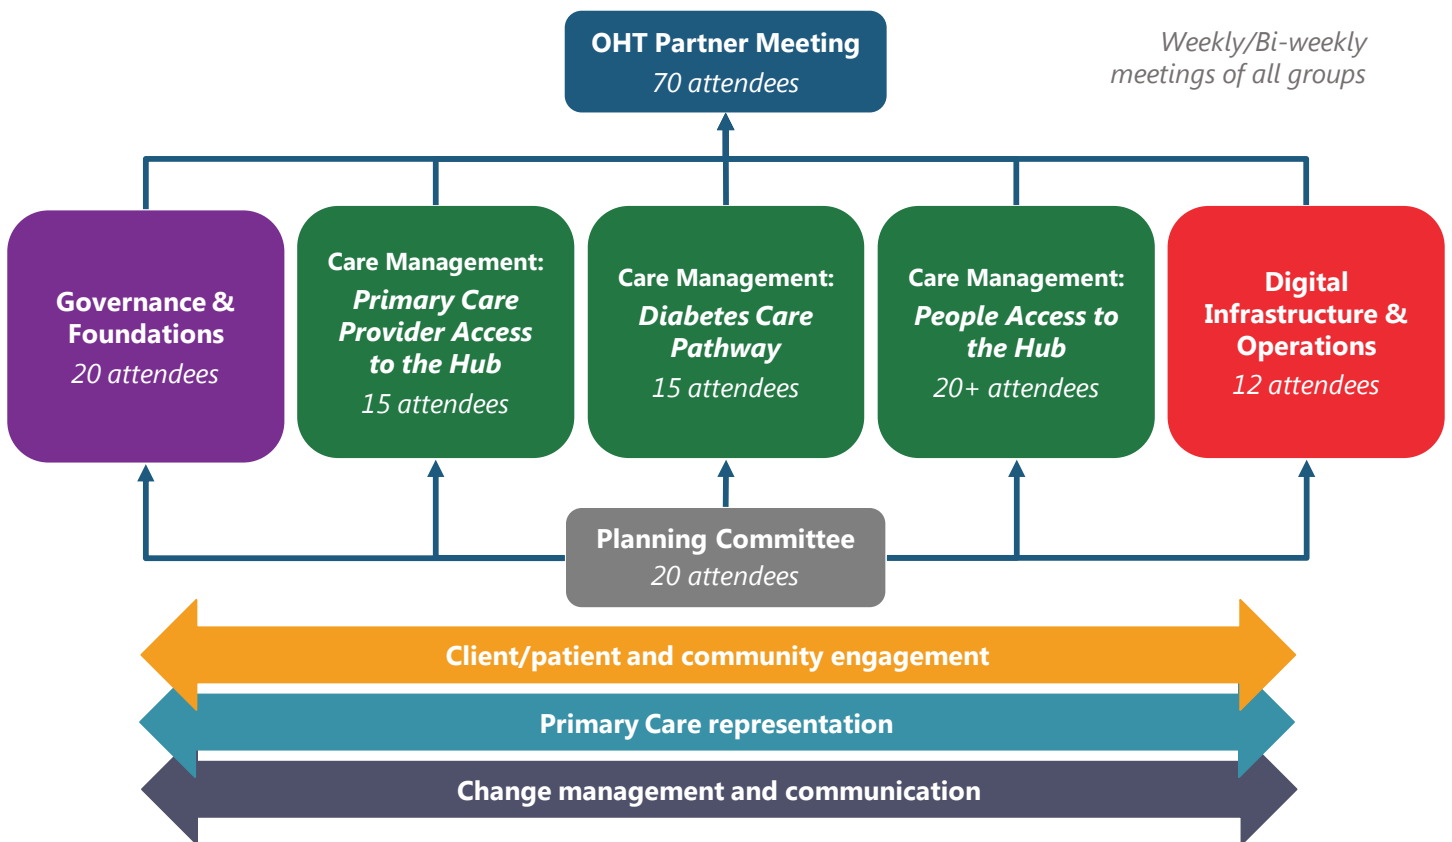 OHT Partner Meeting
70 attendees
Weekly/Bi-weekly
meetings of all groups
Governance &
Foundations
20 attendees
Care Management:
Primary Care
Provider Access
to the Hub
15 attendees
Care Management:
Diabetes Care
Pathway
15 attendees
Care Management:
People Access to
the Hub
20+ attendees
Digital
Infrastructure &
Operations
12 attendees
Planning Committee
20 attendees
Client/patient and community engagement
Primary Care representation
Change management and communication